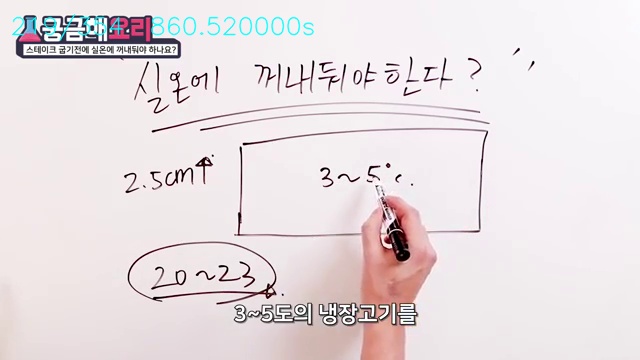 860.520000s
궁금해요리
스테이크 굽기전에 실온에 꺼내둬야 하나요?
실온에 꺼내둬야한다?
2.5cm↑
3~5°c.
20~23
3~5도의 냉장고기를